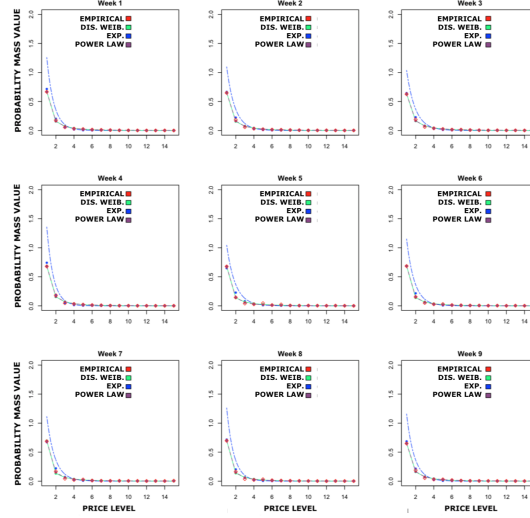 Week 1
Week 2
Week 3
PROBABILITY MASS VALUE
2.0
1.5
1.0
0.5
0.0
EMPIRICAL
DIS. WEIB.
EXP.
POWER LAW
2 4 6 8 10 12 14
2.0
1.5
1.0
0.5
0.0
EMPIRICAL
DIS. WEIB.
EXP.
POWER LAW
2 4 6 8 10 12 14
2.0
1.5
1.0
0.5
0.0
EMPIRICAL
DIS. WEIB.
EXP.
POWER LAW
2 4 6 8 10 12 14
Week 4
Week 5
Week 6
PROBABILITY MASS VALUE
2.0
1.5
1.0
0.5
0.0
EMPIRICAL
DIS. WEIB.
EXP.
POWER LAW
2 4 6 8 10 12 14
2.0
1.5
1.0
0.5
0.0
EMPIRICAL
DIS. WEIB.
EXP.
POWER LAW
2 4 6 8 10 12 14
2.0
1.5
1.0
0.5
0.0
EMPIRICAL
DIS. WEIB.
EXP.
POWER LAW
2 4 6 8 10 12 14
Week 7
Week 8
Week 9
PROBABILITY MASS VALUE
2.0
1.5
1.0
0.5
0.0
EMPIRICAL
DIS. WEIB.
EXP.
POWER LAW
2 4 6 8 10 12 14
PRICE LEVEL
2.0
1.5
1.0
0.5
0.0
EMPIRICAL
DIS. WEIB.
EXP.
POWER LAW
2 4 6 8 10 12 14
PRICE LEVEL
2.0
1.5
1.0
0.5
0.0
EMPIRICAL
DIS. WEIB.
EXP.
POWER LAW
2 4 6 8 10 12 14
PRICE LEVEL